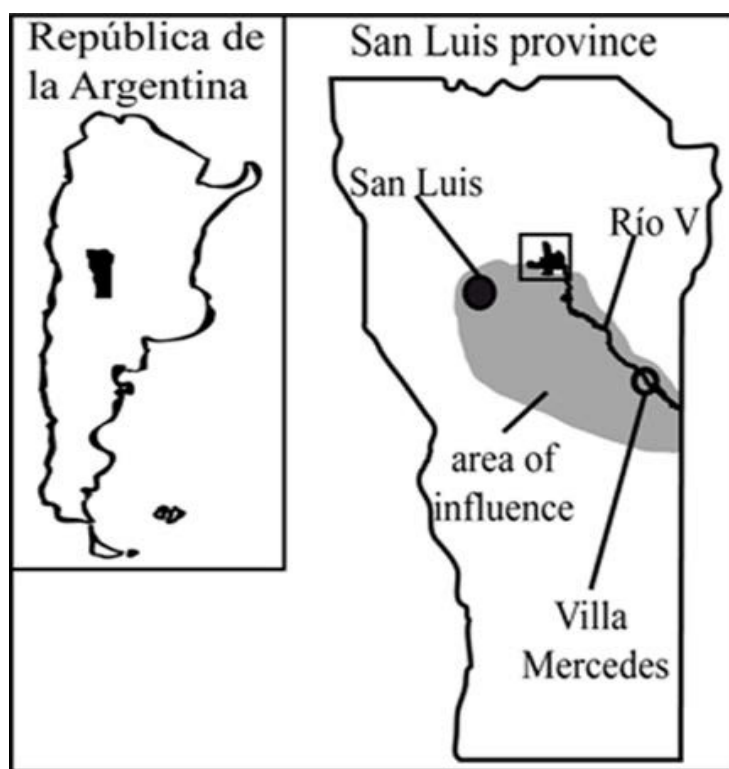 República de
la Argentina
San Luis province
San Luis
Río V
area of
influence
Villa
Mercedes